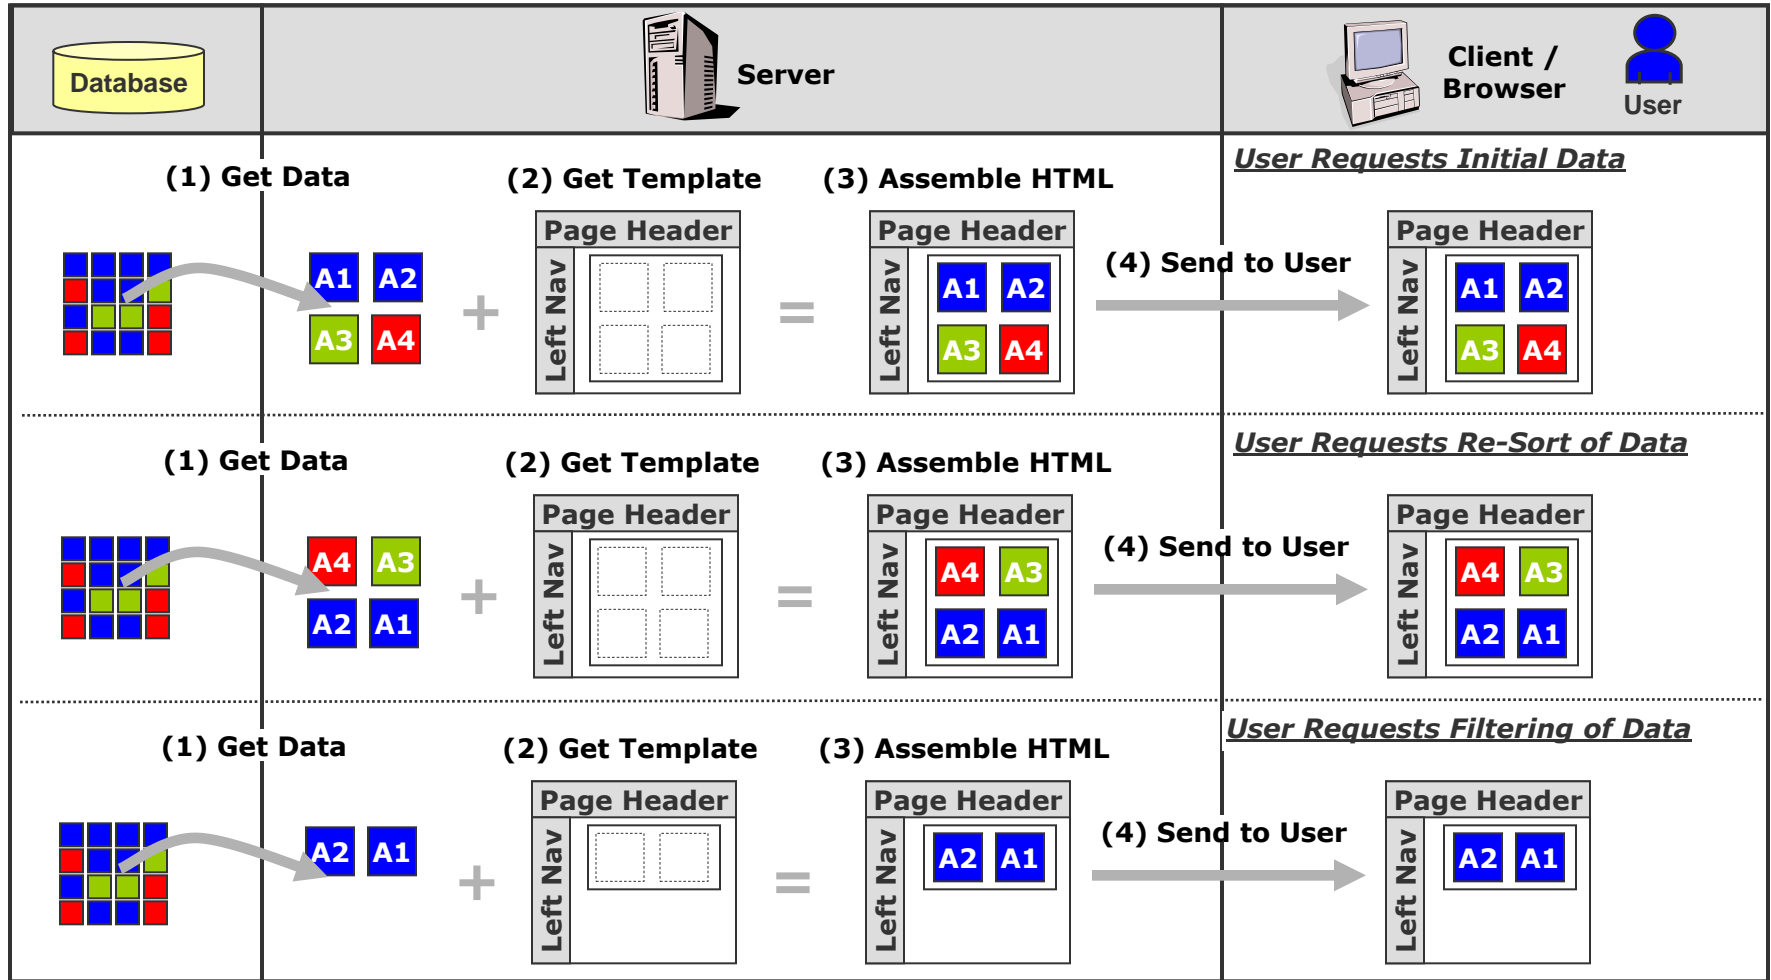 Database
Server
Client /
Browser
User
User Requests Initial Data
(1) Get Data
(2) Get Template
(3) Assemble HTML
Page Header
Left Nav
A1 A2
A3 A4
+
=
Page Header
Left Nav
A1 A2
A3 A4
(4) Send to User
Page Header
Left Nav
A1 A2
A3 A4
User Requests Re-Sort of Data
(1) Get Data
(2) Get Template
(3) Assemble HTML
A4 A3
A2 A1
+
Page Header
Left Nav
=
Page Header
Left Nav
A4 A3
A2 A1
(4) Send to User
Page Header
Left Nav
A4 A3
A2 A1
User Requests Filtering of Data
(1) Get Data
(2) Get Template
(3) Assemble HTML
A2 A1
+
Page Header
Left Nav
=
Page Header
Left Nav
A2 A1
(4) Send to User
Page Header
Left Nav
A2 A1